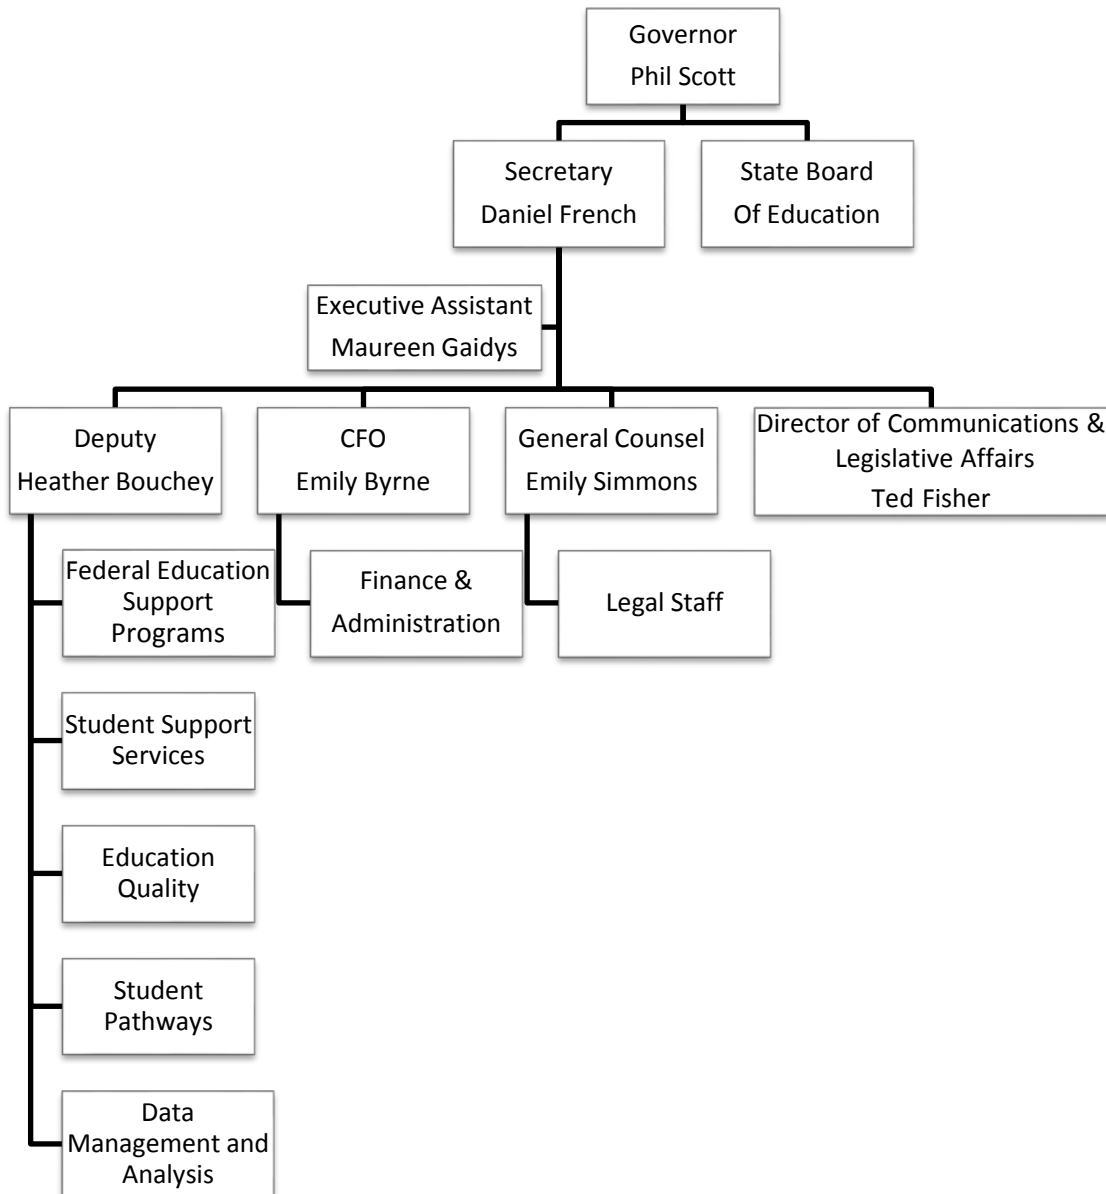 Governor
Phil Scott
Secretary
Daniel French
State Board
Of Education
Executive Assistant
Maureen Gaidys
Deputy
Heather Bouchey
CFO
Emily Byrne
General Counsel
Emily Simmons
Director of Communications &
Legislative Affairs
Ted Fisher
Federal Education
Support
Programs
Finance &
Administration
Legal Staff
Student Support
Services
Education
Quality
Student
Pathways
Data
Management and
Analysis